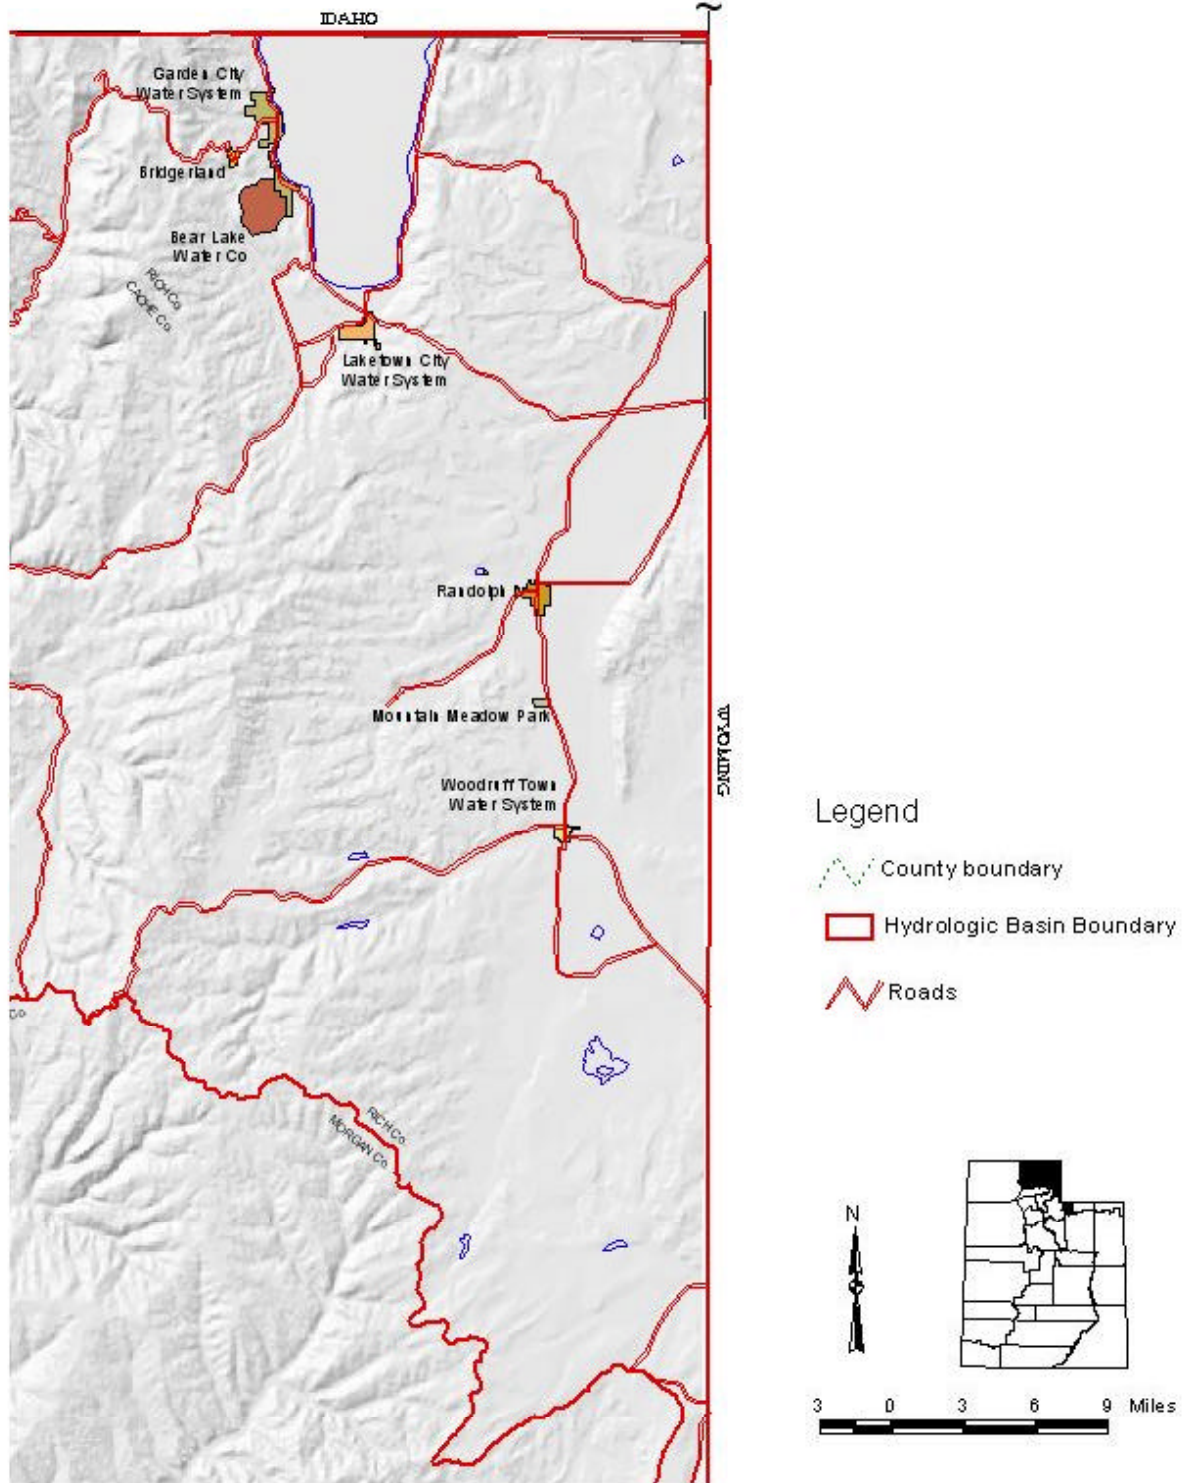 IDAHO
Garden City
Water System
Bridgerland
Bear Lake
Water Co
RICH Co
CACHE Co
Laketown City
Water System
Randolph
Mountain Meadow Park
WYOMING
Woodruff Town
Water System
Co
RICH Co
MORGAN Co
Legend
County boundary
Hydrologic Basin Boundary
Roads
N
3 0 3 6 9 Miles